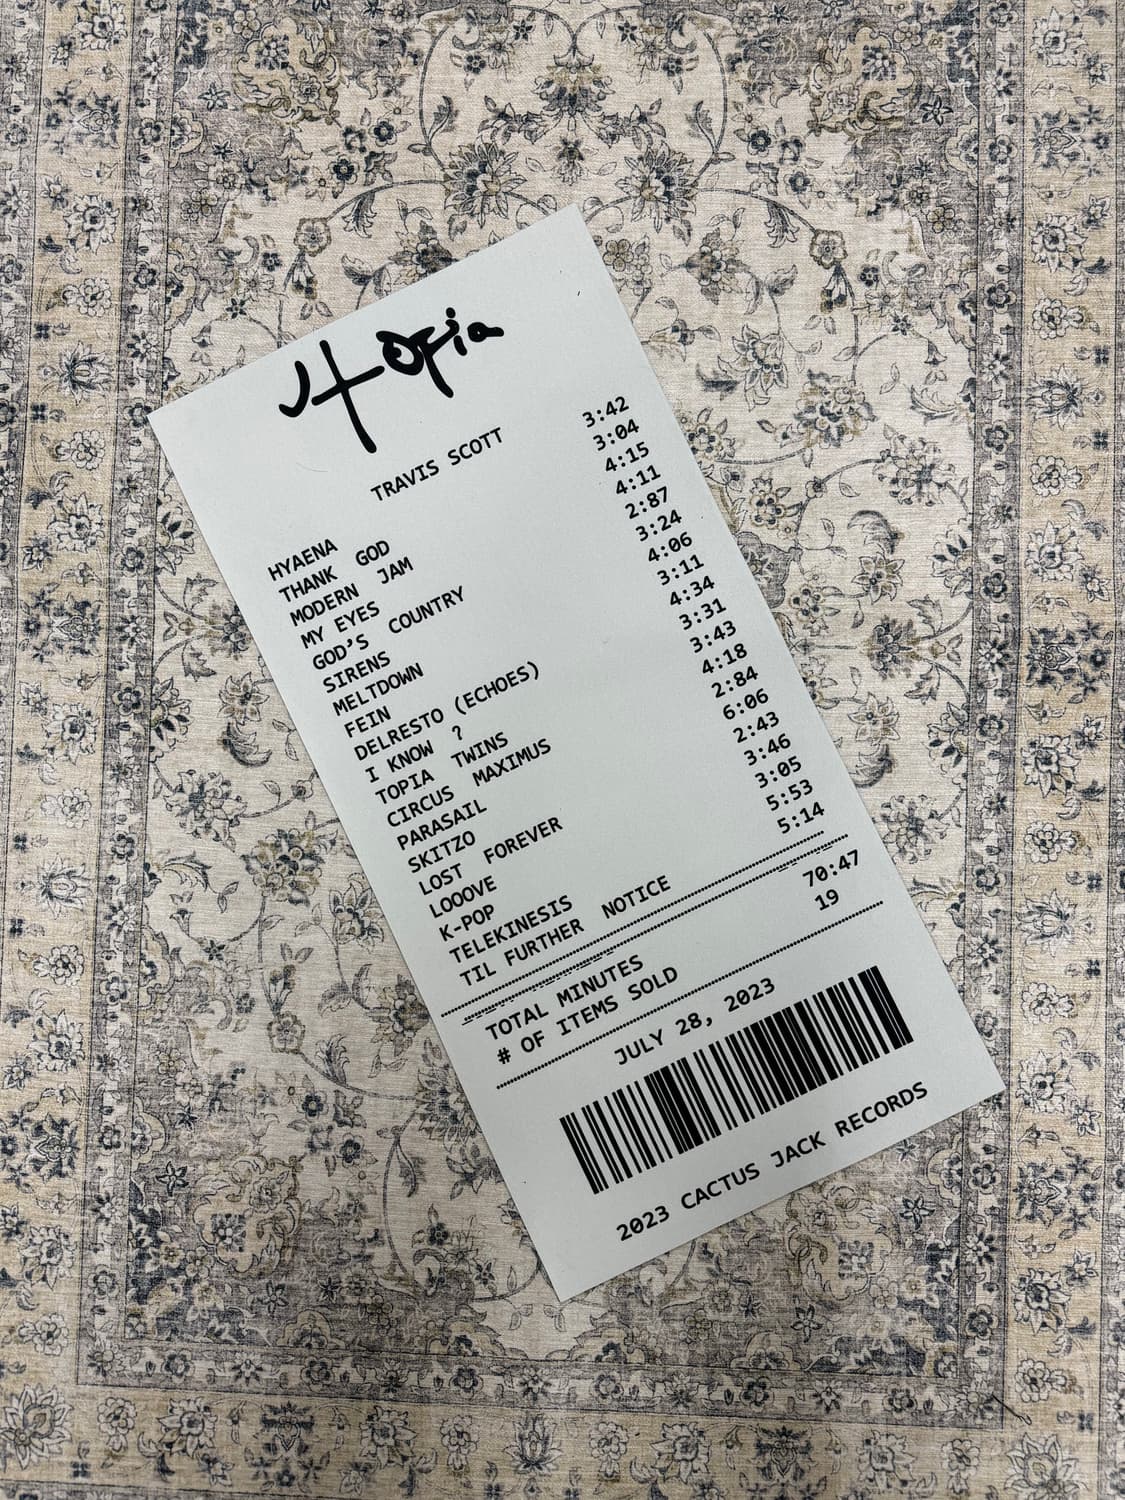 Utopia
TRAVIS SCOTT
HYAENA 3:42
THANK GOD 3:04
MODERN JAM 4:15
MY EYES 4:11
GOD'S COUNTRY 2:87
SIRENS 3:24
MELTDOWN 4:06
FEIN 3:11
DELRESTO (ECHOES) 4:34
I KNOW ? 3:31
TOPIA TWINS 3:43
CIRCUS MAXIMUS 4:18
PARASAIL 2:84
SKITZO 6:06
LOST FOREVER 2:43
LOOOVE 3:46
K-POP 3:05
TELEKINESIS 5:53
TIL FURTHER NOTICE 5:14
TOTAL MINUTES 70:47
# OF ITEMS SOLD 19
JULY 28, 2023
2023 CACTUS JACK RECORDS